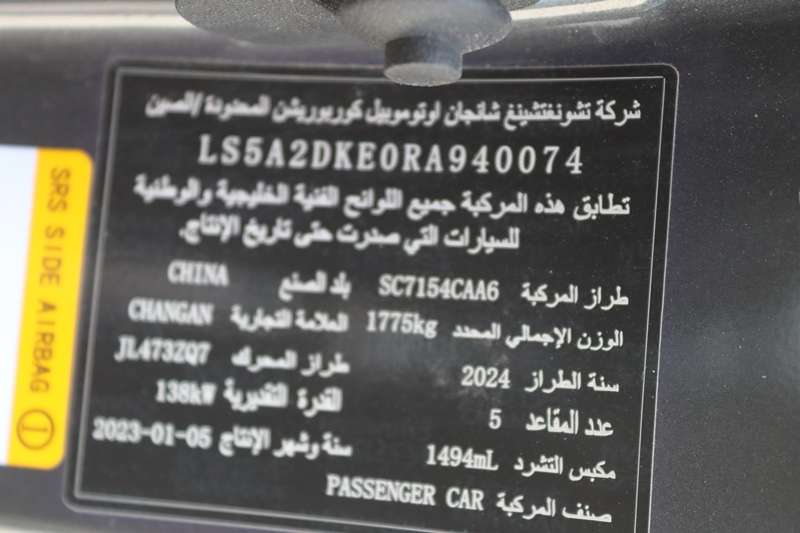 شركة تشونغتشينغ شانجان اوتوموبيل كوربوريشن المحدودة /الصين
LS5A2DKE0RA940074
تطابق هذه المركبة جميع اللوائح الفنية الخليجية والوطنية
للسيارات التي صدرت حتى تاريخ الإنتاج.
طراز المركبة SC7154CAA6 بلد الصنع CHINA
الوزن الإجمالي المحدد 1775kg العلامة التجارية CHANGAN
سنة الطراز 2024 طراز المحرك JL473ZQ7
عدد المقاعد 5 القدرة التقديرية 138kW
مكبس التشرد 1494mL سنة وشهر الإنتاج 2023-01-05
صنف المركبة PASSENGER CAR
SRS SIDE AIRBAG